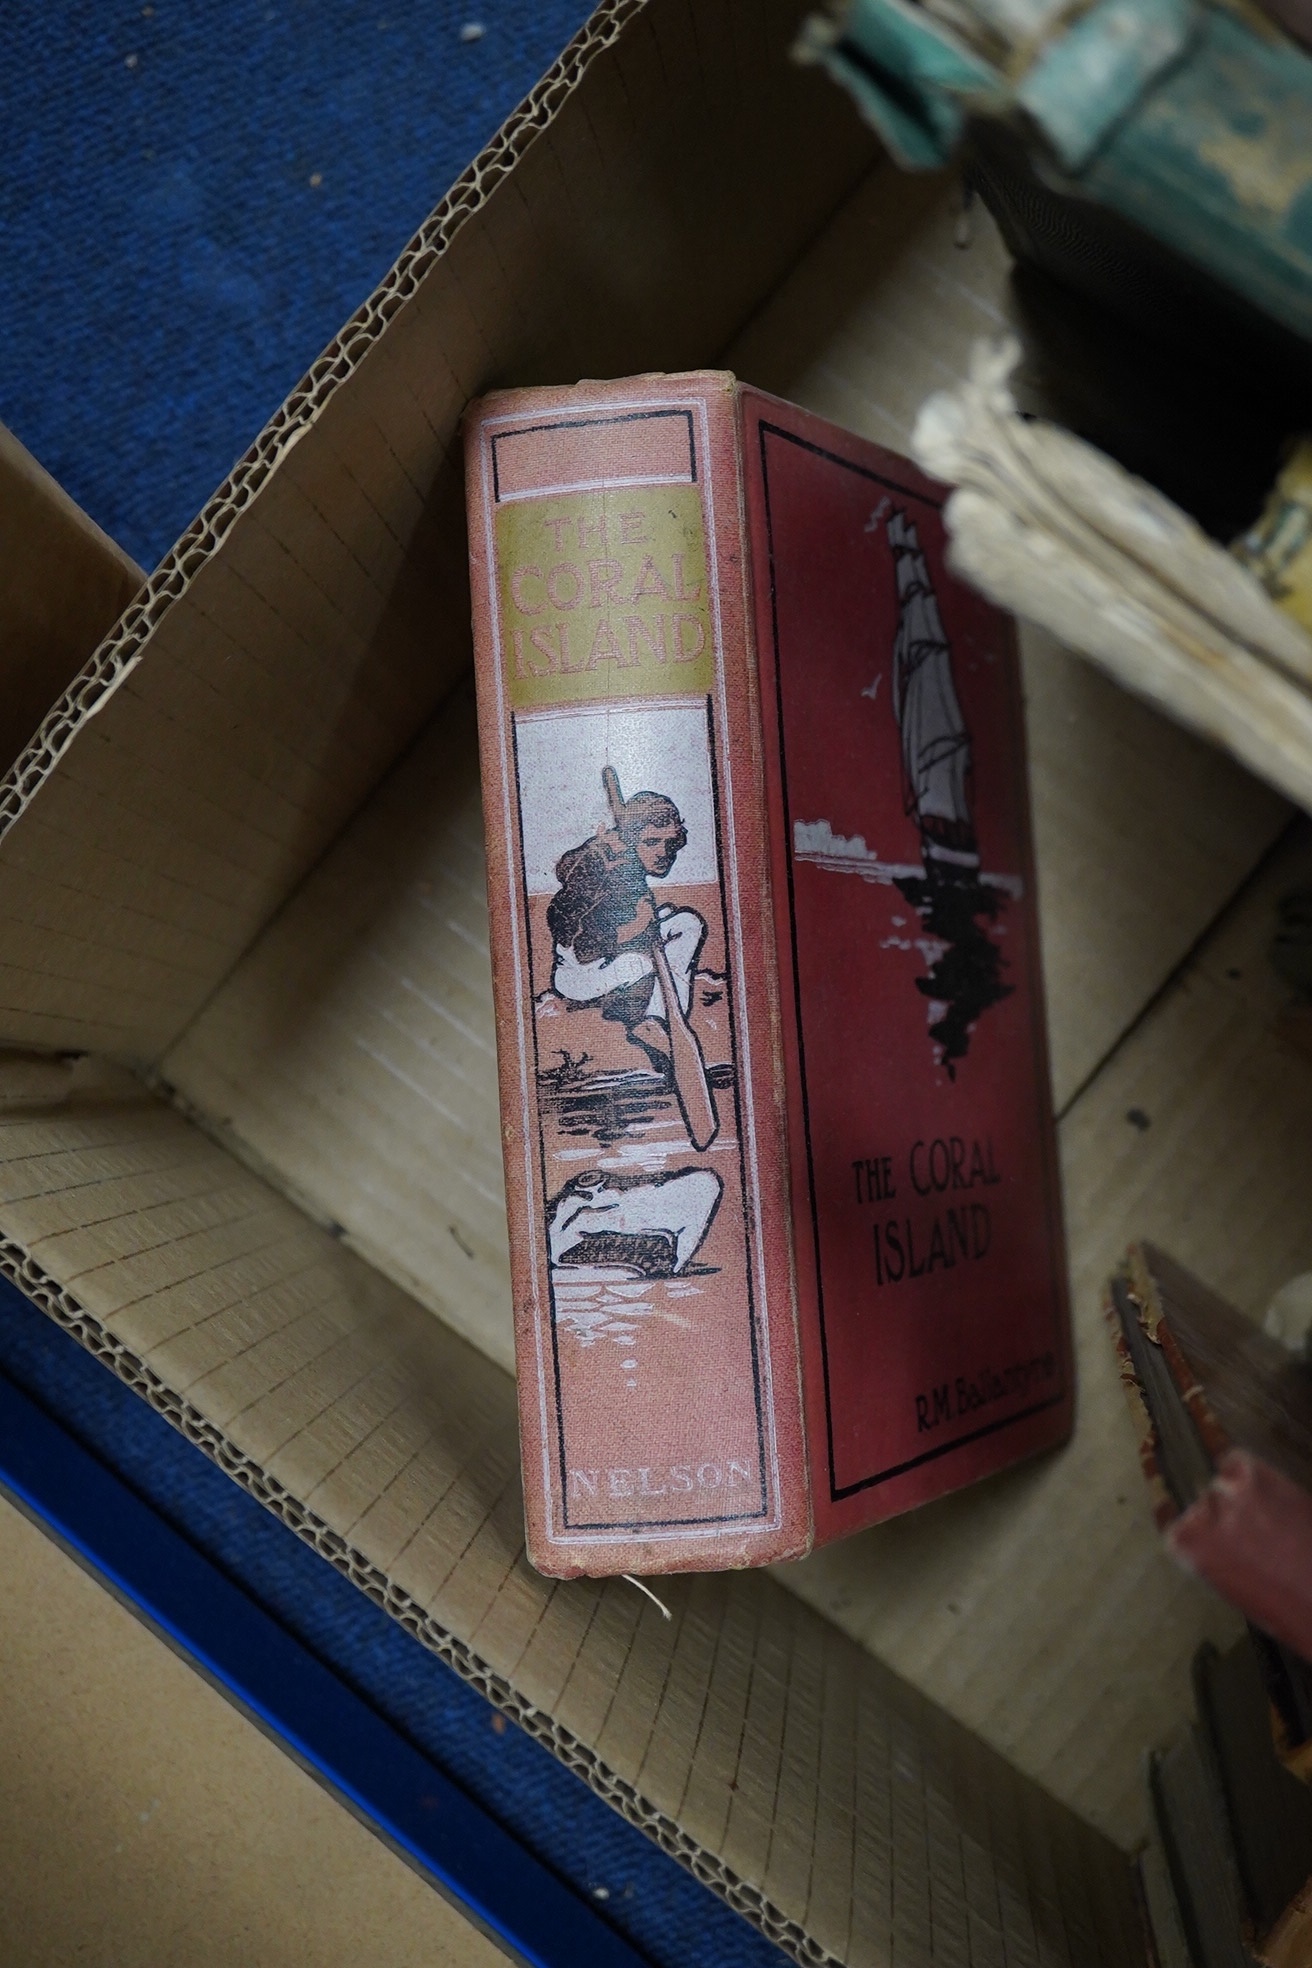 THE
CORAL
ISLAND
NELSON
THE CORAL
ISLAND
R.M. Ballantyne